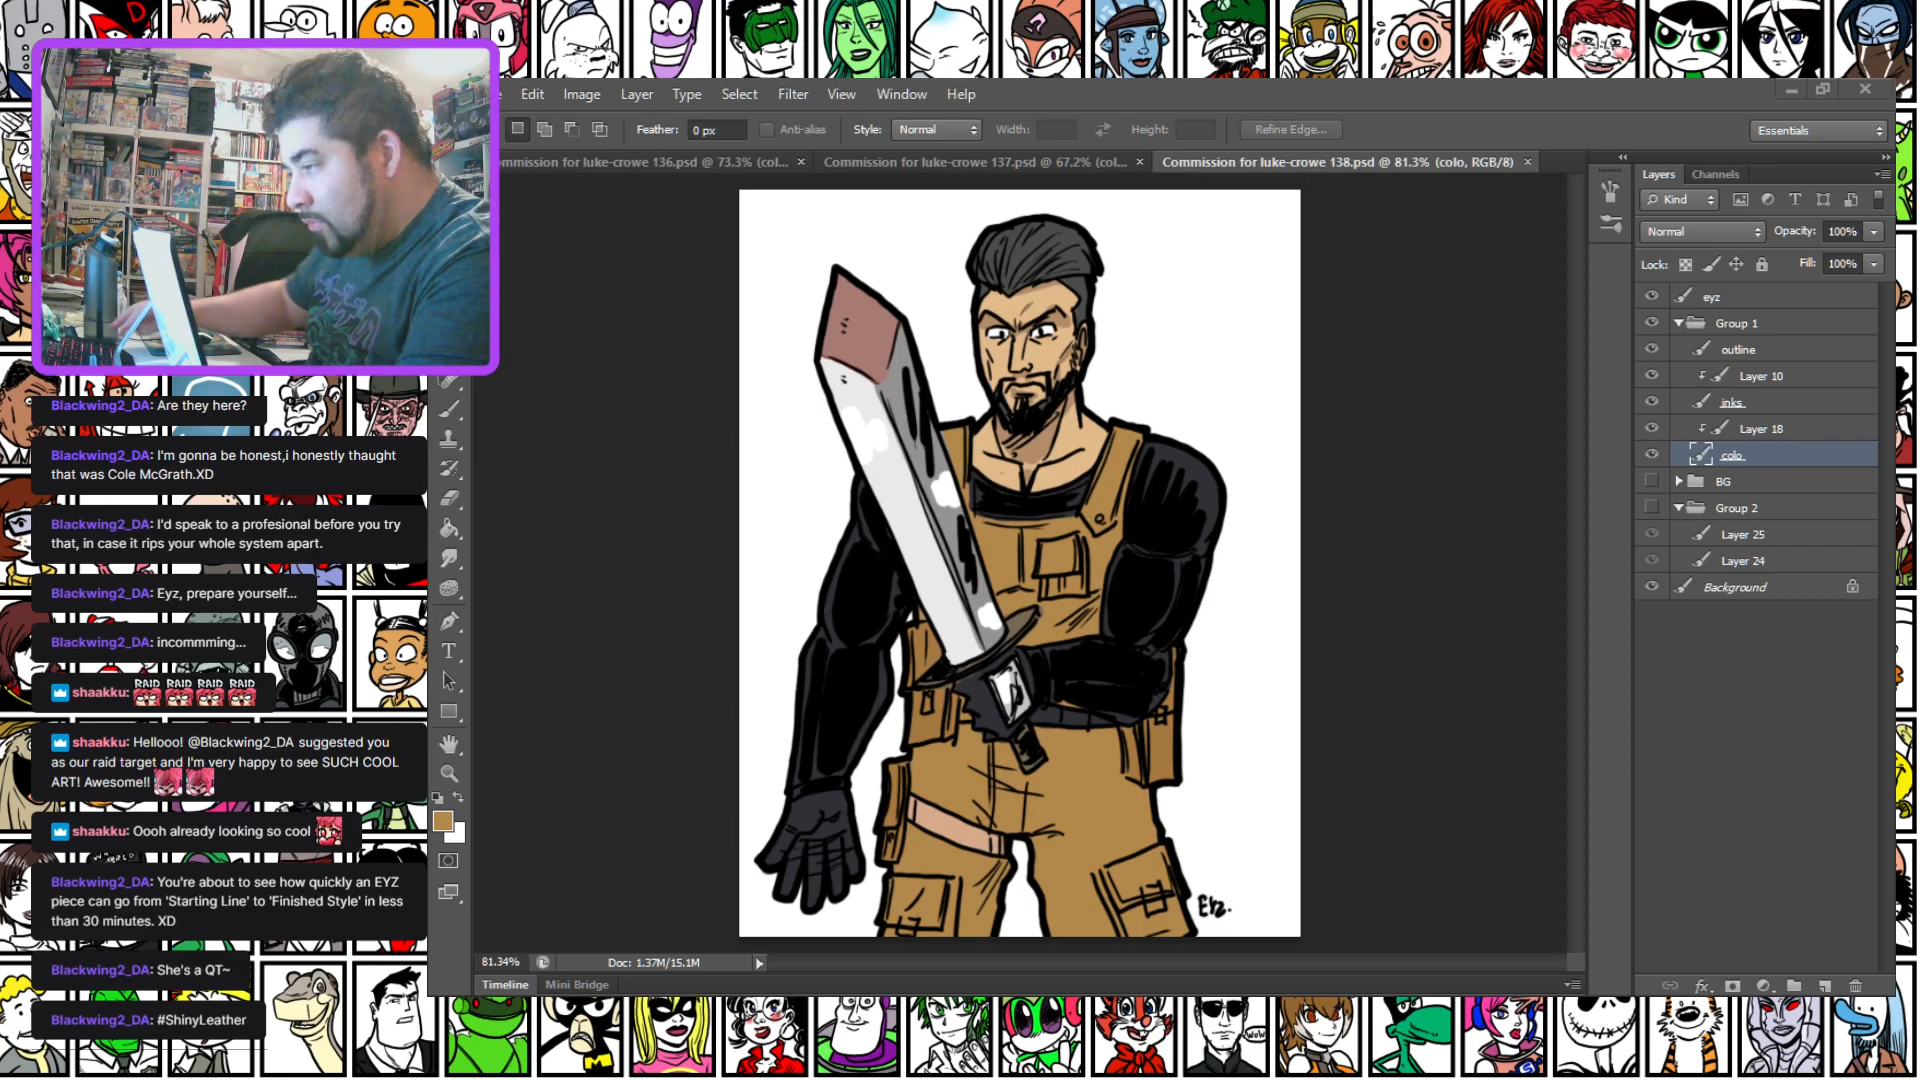 Edit Image Layer Type Select Filter View Window Help
Feather: 0 px Anti-alias Style: Normal Width: Height: Refine Edge... Essentials
ommission for luke-crowe 136.psd @ 73.3% (colo... × Commission for luke-crowe 137.psd @ 67.2% (col... × Commission for luke-crowe 138.psd @ 81.3% (colo, RGB/8) ×
Layers Channels
Kind
Normal Opacity: 100%
Lock: Fill: 100%
eyz
Group 1
outline
Layer 10
inks
Layer 18
colo
BG
Group 2
Layer 25
Layer 24
Background
Blackwing2_DA: Are they here?
Blackwing2_DA: I'm gonna be honest,i honestly thaught
that was Cole McGrath.XD
Blackwing2_DA: I'd speak to a profesional before you try
that, in case it rips your whole system apart.
Blackwing2_DA: Eyz, prepare yourself...
Blackwing2_DA: incommming...
shaakku: RAID RAID RAID RAID
shaakku: Hellooo! @Blackwing2_DA suggested you
as our raid target and I'm very happy to see SUCH COOL
ART! Awesome!!
shaakku: Oooh already looking so cool
Blackwing2_DA: You're about to see how quickly an EYZ
piece can go from 'Starting Line' to 'Finished Style' in less
than 30 minutes. XD
Blackwing2_DA: She's a QT~
Blackwing2_DA: #ShinyLeather
Eyz.
81.34% Doc: 1.37M/15.1M
Timeline Mini Bridge
WOW